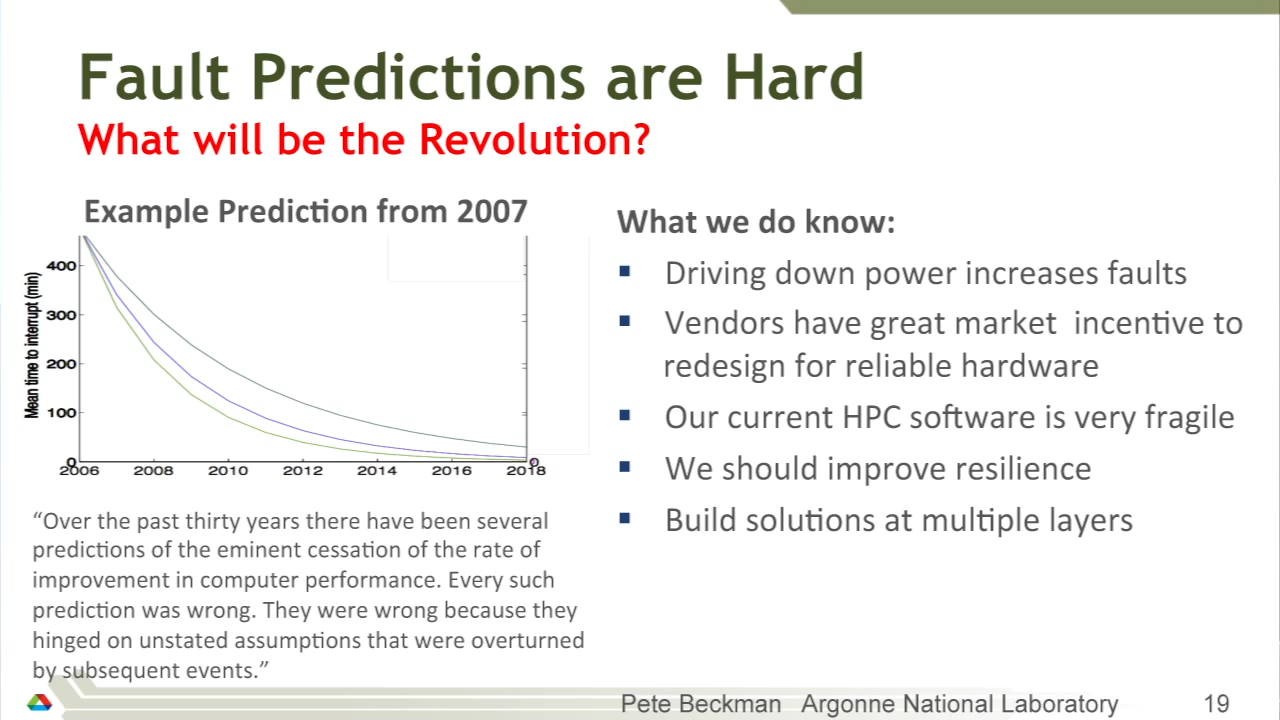 Fault Predictions are Hard
What will be the Revolution?
Example Prediction from 2007
Mean time to interrupt (min)
400
300
200
100
0
2006 2008 2010 2012 2014 2016 2018
0
“Over the past thirty years there have been several
predictions of the eminent cessation of the rate of
improvement in computer performance. Every such
prediction was wrong. They were wrong because they
hinged on unstated assumptions that were overturned
by subsequent events.”
What we do know:
Driving down power increases faults
Vendors have great market incentive to
redesign for reliable hardware
Our current HPC software is very fragile
We should improve resilience
Build solutions at multiple layers
Pete Beckman Argonne National Laboratory 19